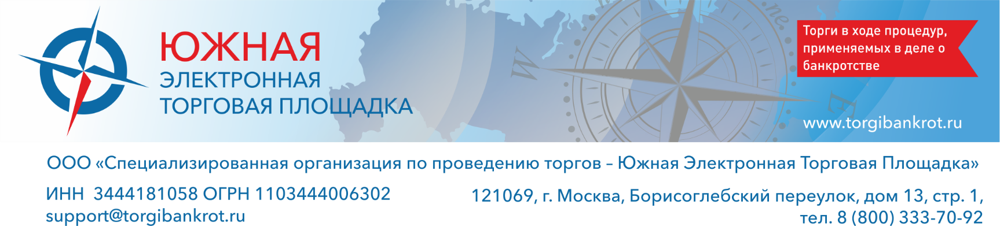 ЮЖНАЯ
ЭЛЕКТРОННАЯ
ТОРГОВАЯ ПЛОЩАДКА
Торги в ходе процедур,
применяемых в деле о
банкротстве
www.torgibankrot.ru
N
E
ne.
ООО «Специализированная организация по проведению торгов – Южная Электронная Торговая Площадка»
ИНН 3444181058 ОГРН 1103444006302
support@torgibankrot.ru
121069, г. Москва, Борисоглебский переулок, дом 13, стр. 1,
тел. 8 (800) 333-70-92